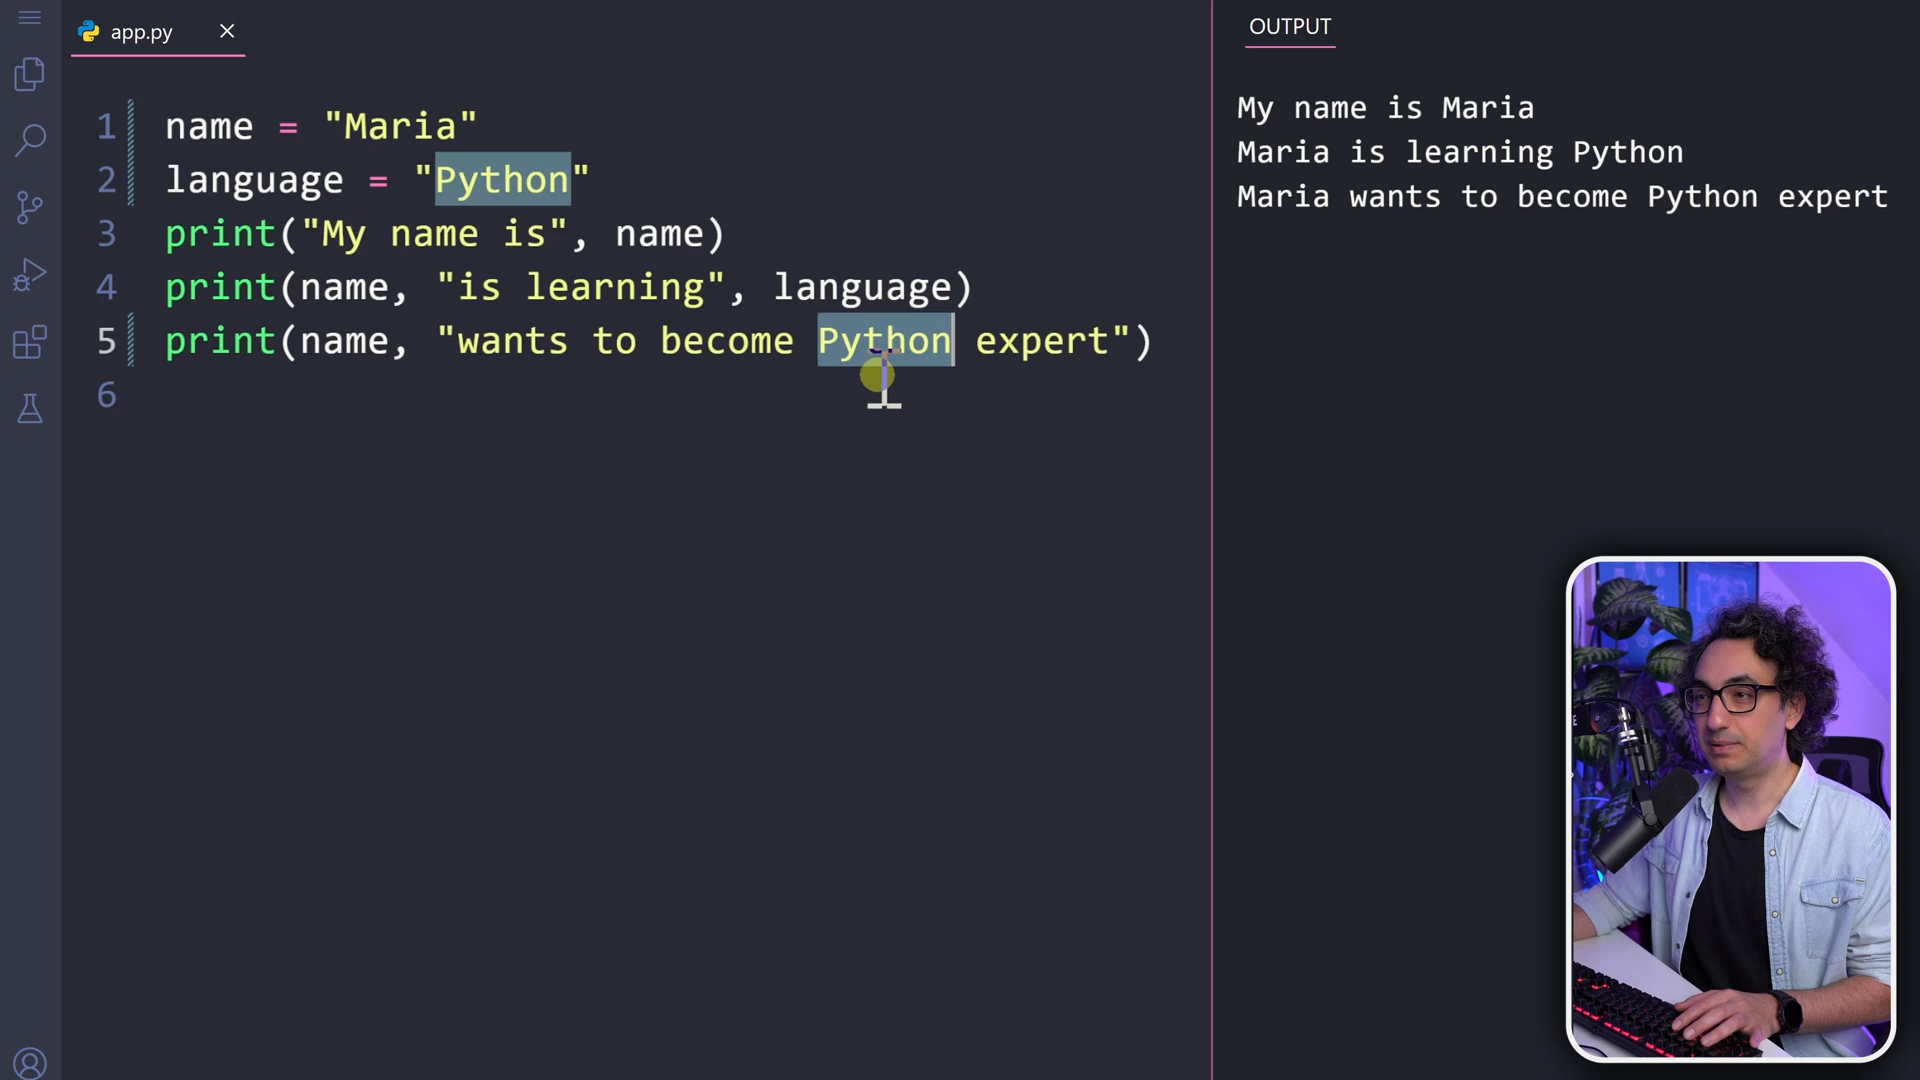 app.py
1 name = "Maria"
2 language = "Python"
3 print("My name is", name)
4 print(name, "is learning", language)
5 print(name, "wants to become Python expert")
6
OUTPUT
My name is Maria
Maria is learning Python
Maria wants to become Python expert